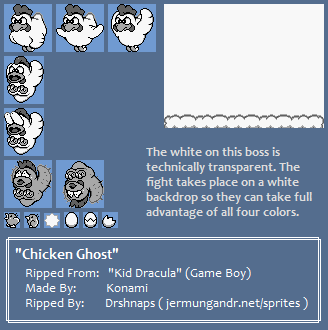 The white on this boss is
technically transparent. The
fight takes place on a white
backdrop so they can take full
advantage of all four colors.
"Chicken Ghost"
Ripped From: "Kid Dracula" (Game Boy)
Made By: Konami
Ripped By: Drshnaps ( jermungandr.net/sprites )